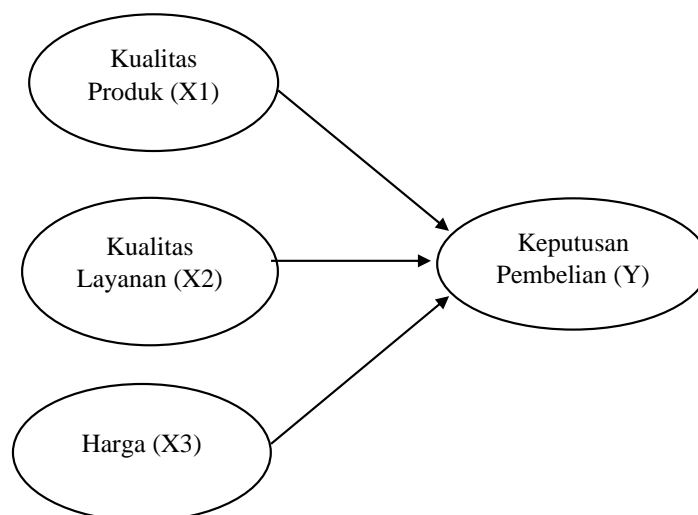 Kualitas
Produk (X1)
Kualitas
Layanan (X2)
Keputusan
Pembelian (Y)
Harga (X3)